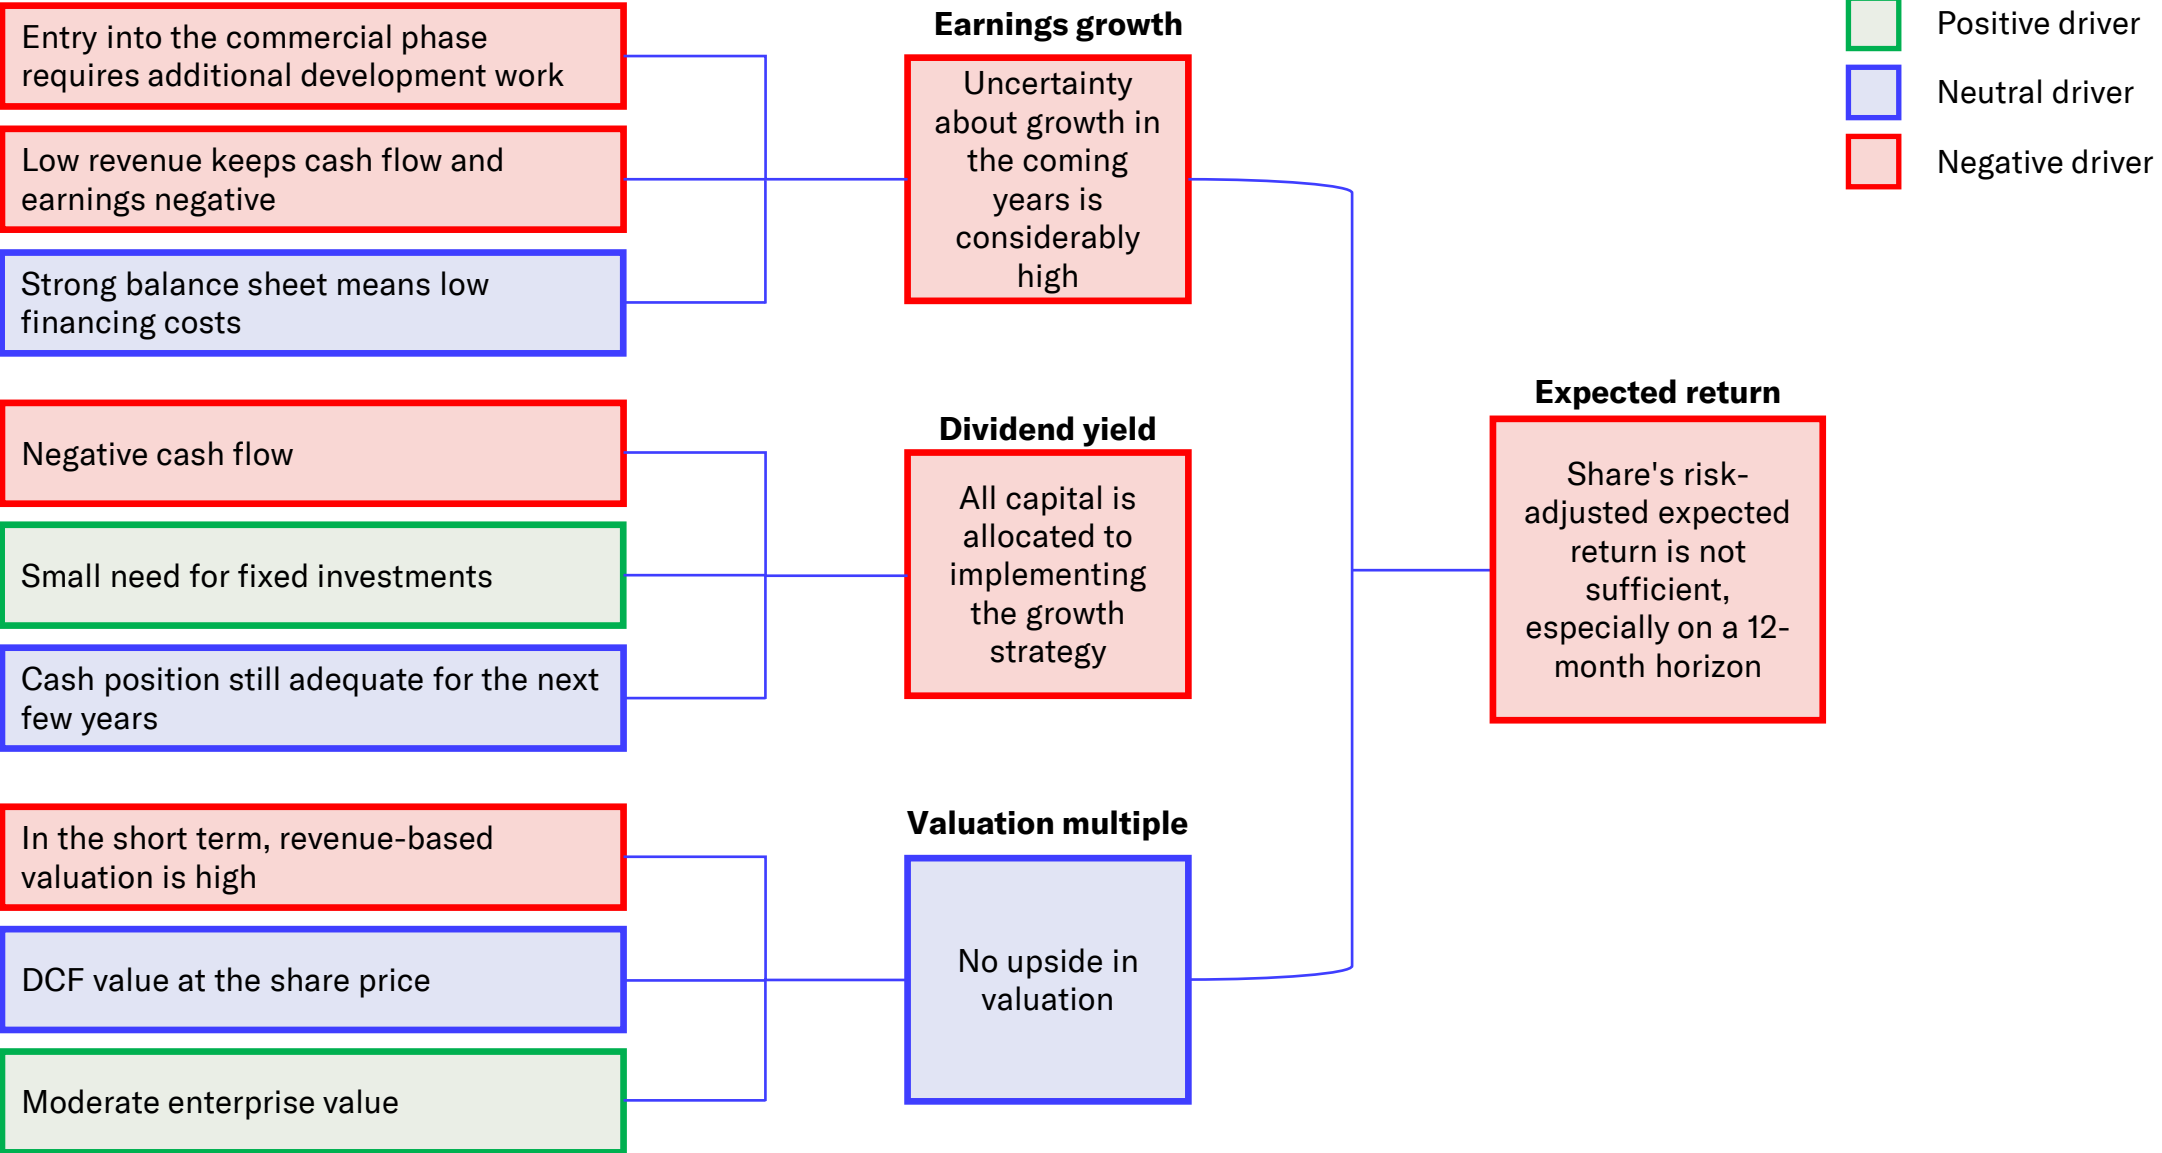 Entry into the commercial phase
requires additional development work
Low revenue keeps cash flow and
earnings negative
Strong balance sheet means low
financing costs
Earnings growth
Uncertainty
about growth in
the coming
years is
considerably
high
Negative cash flow
Small need for fixed investments
Cash position still adequate for the next
few years
Dividend yield
All capital is
allocated to
implementing
the growth
strategy
In the short term, revenue-based
valuation is high
DCF value at the share price
Moderate enterprise value
Valuation multiple
No upside in
valuation
Expected return
Share's risk-
adjusted expected
return is not
sufficient,
especially on a 12-
month horizon
Positive driver
Neutral driver
Negative driver